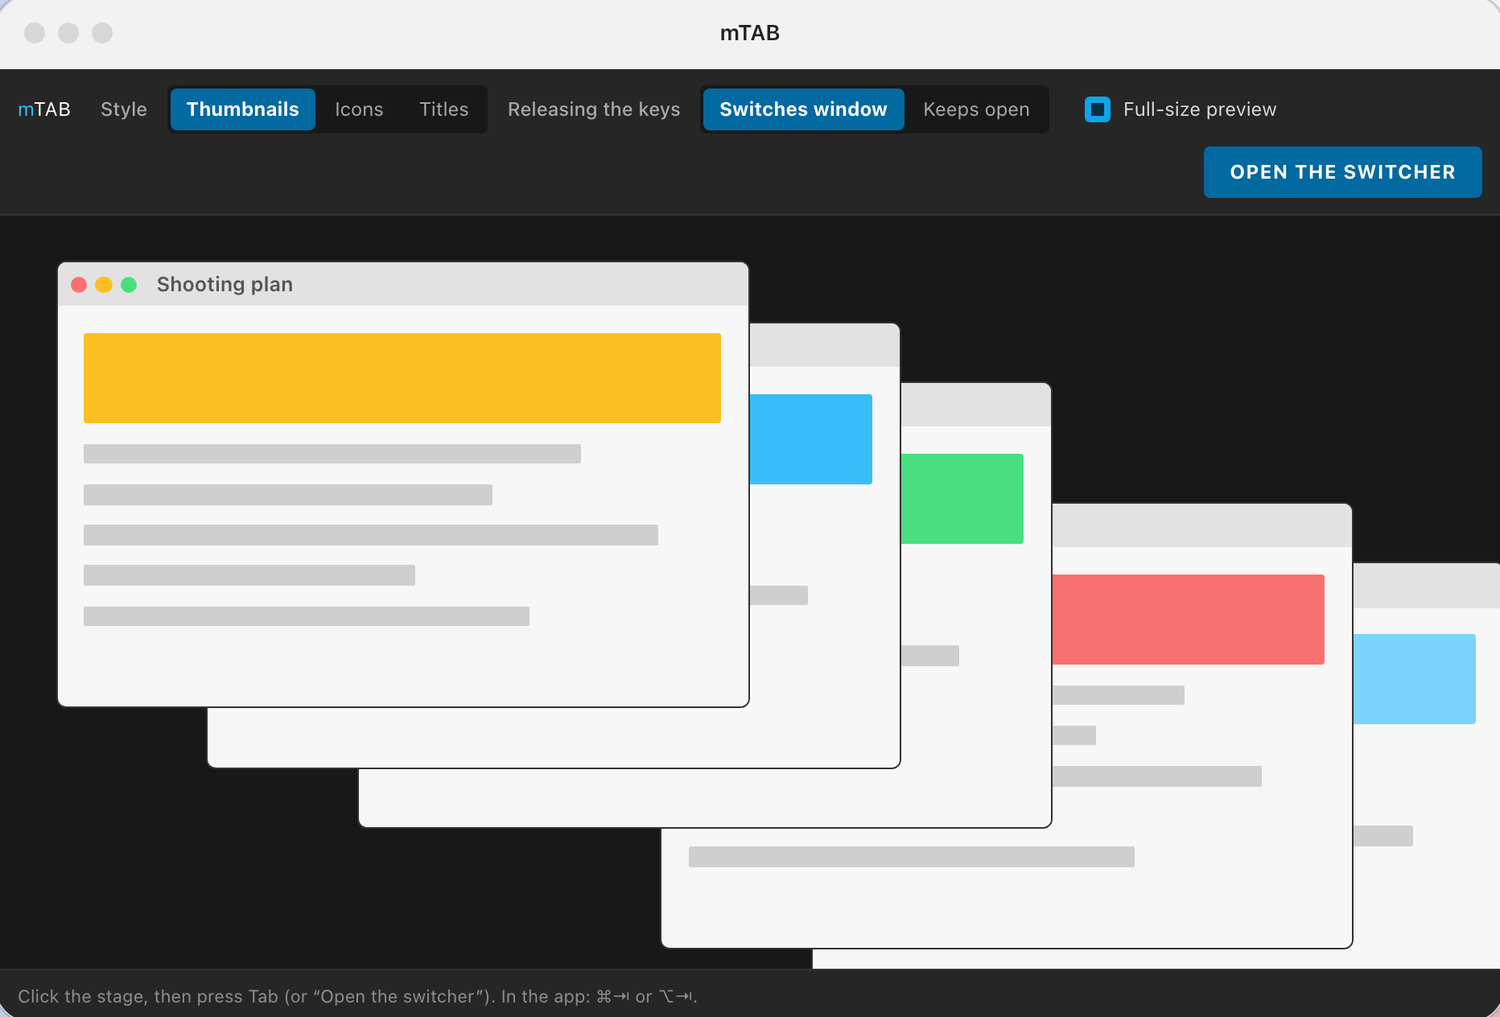 mTAB
mTAB Style Thumbnails Icons Titles Releasing the keys Switches window Keeps open Full-size preview
OPEN THE SWITCHER
Shooting plan
Click the stage, then press Tab (or “Open the switcher”). In the app: ⌘⇥ or ⌥⇥.